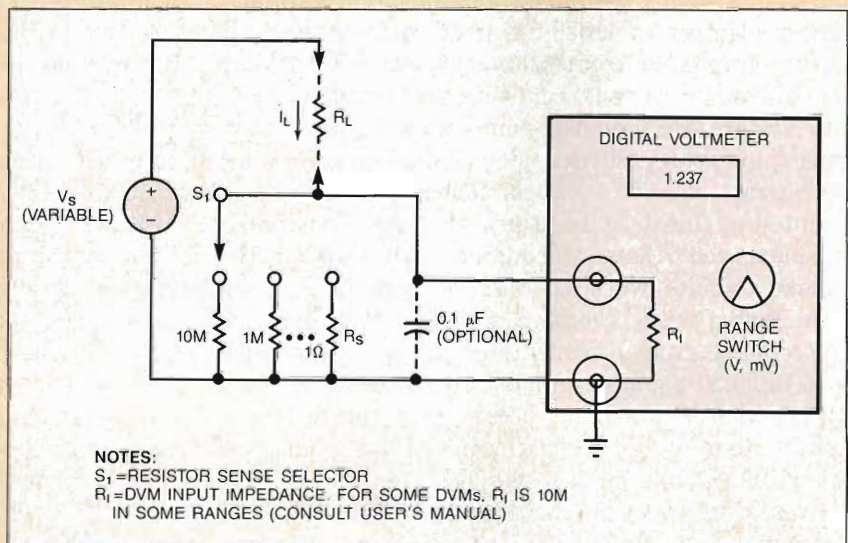 DIGITAL VOLTMETER
1.237
I_L
R_L
V_S
(VARIABLE)
+
−
S_1
10M
1M
1Ω
R_S
0.1 μF
(OPTIONAL)
R_I
RANGE
SWITCH
(V, mV)
NOTES:
S_1=RESISTOR SENSE SELECTOR
R_I=DVM INPUT IMPEDANCE. FOR SOME DVMs, R_I IS 10M
IN SOME RANGES (CONSULT USER'S MANUAL)